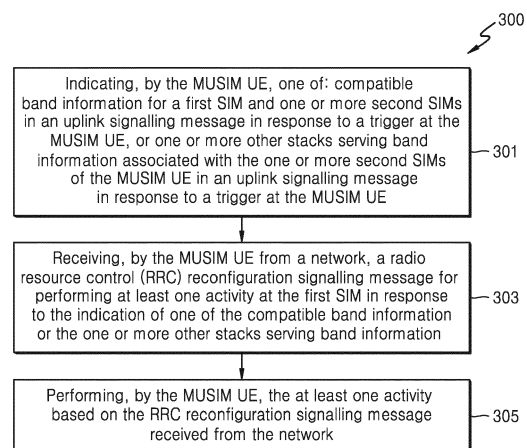 300
Indicating, by the MUSIM UE, one of: compatible
band information for a first SIM and one or more second SIMs
in an uplink signalling message in response to a trigger at the
MUSIM UE, or one or more other stacks serving band
information associated with the one or more second SIMs
of the MUSIM UE in an uplink signalling message
in response to a trigger at the MUSIM UE
301
Receiving, by the MUSIM UE from a network, a radio
resource control (RRC) reconfiguration signalling message for
performing at least one activity at the first SIM in response
to the indication of one of the compatible band information
or the one or more other stacks serving band information
303
Performing, by the MUSIM UE, the at least one activity
based on the RRC reconfiguration signalling message
received from the network
305